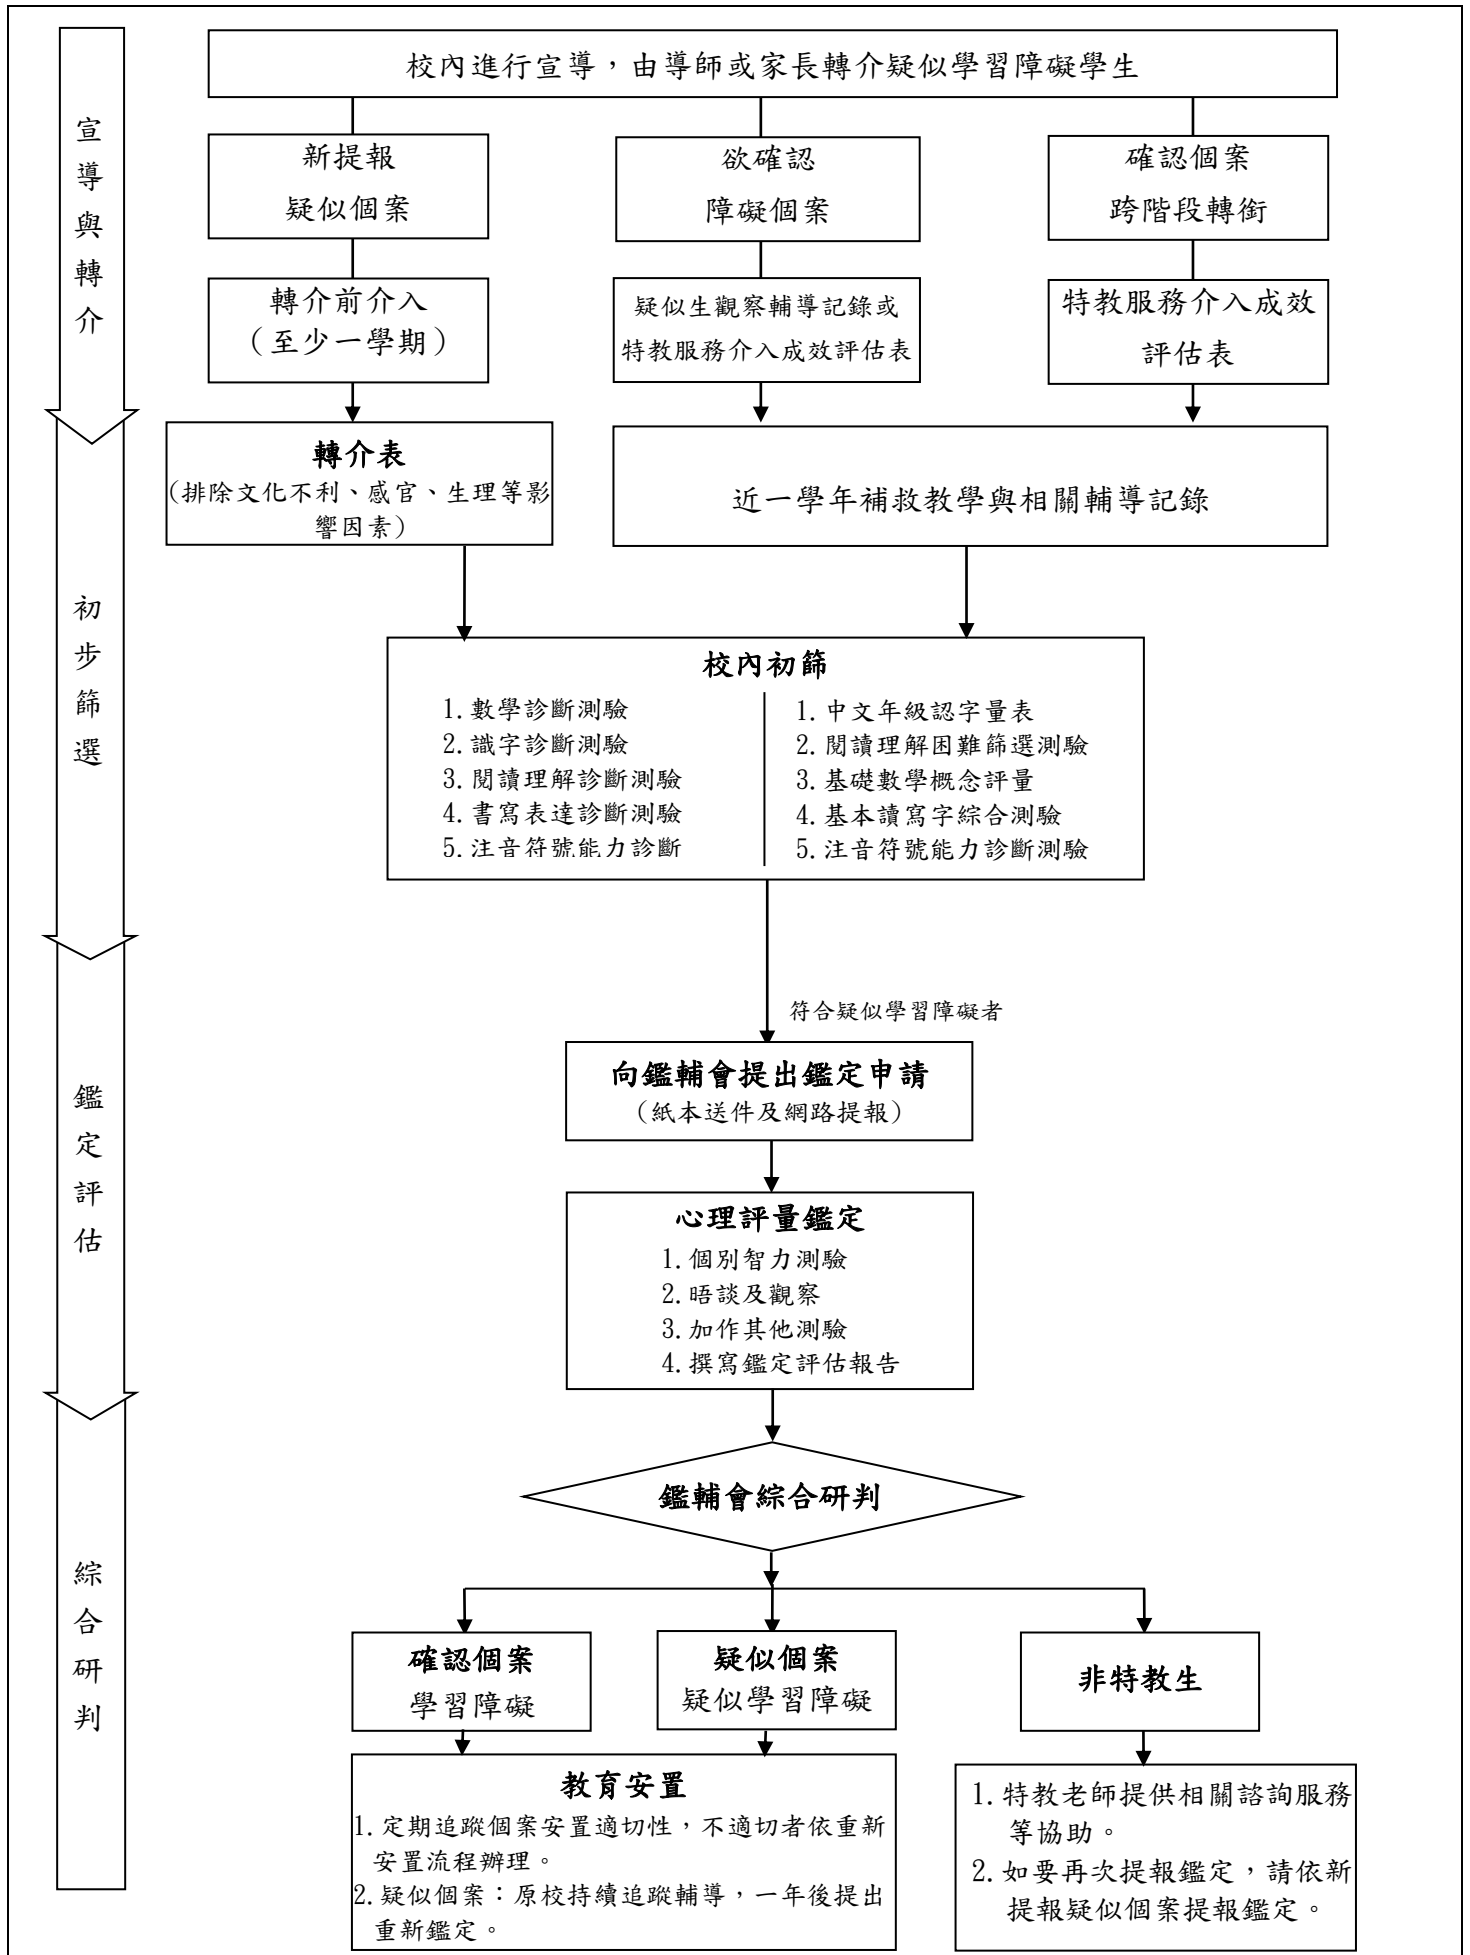 宣導與轉介
校內進行宣導，由導師或家長轉介疑似學習障礙學生
新提報
疑似個案
欲確認
障礙個案
確認個案
跨階段轉銜
轉介前介入
（至少一學期）
疑似生觀察輔導記錄或
特教服務介入成效評估表
特教服務介入成效
評估表
初步篩選
轉介表
(排除文化不利、感官、生理等影
響因素)
近一學年補救教學與相關輔導記錄
校內初篩
1.數學診斷測驗
2.識字診斷測驗
3.閱讀理解診斷測驗
4.書寫表達診斷測驗
5.注音符號能力診斷
1.中文年級認字量表
2.閱讀理解困難篩選測驗
3.基礎數學概念評量
4.基本讀寫字綜合測驗
5.注音符號能力診斷測驗
符合疑似學習障礙者
鑑定評估
向鑑輔會提出鑑定申請
（紙本送件及網路提報）
心理評量鑑定
1.個別智力測驗
2.晤談及觀察
3.加作其他測驗
4.撰寫鑑定評估報告
綜合研判
鑑輔會綜合研判
確認個案
學習障礙
疑似個案
疑似學習障礙
非特教生
教育安置
1.定期追蹤個案安置適切性，不適切者依重新
安置流程辦理。
2.疑似個案：原校持續追蹤輔導，一年後提出
重新鑑定。
1.特教老師提供相關諮詢服務
等協助。
2.如要再次提報鑑定，請依新
提報疑似個案提報鑑定。